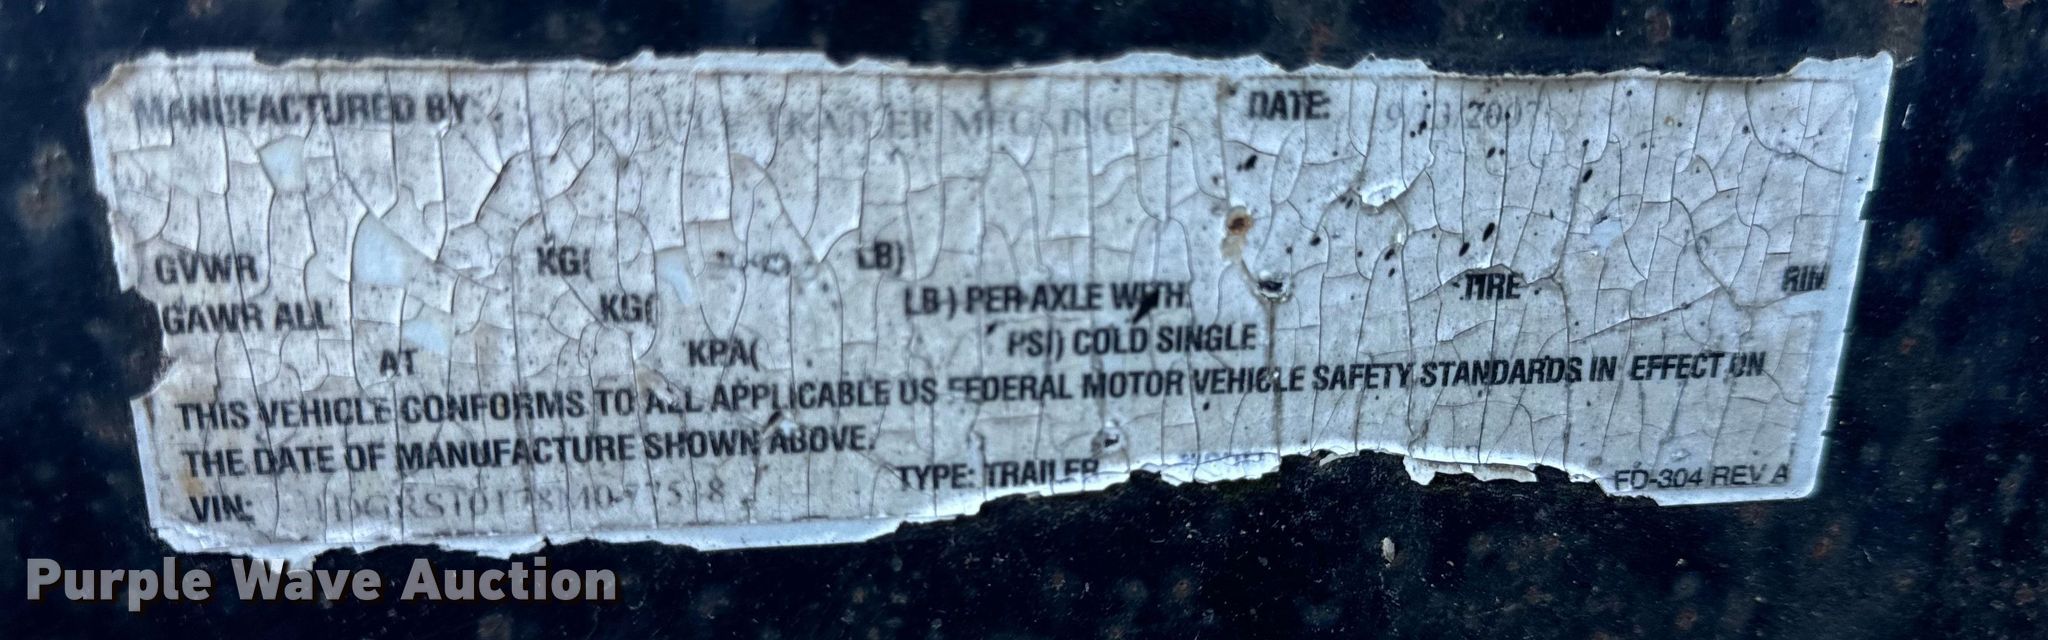 MANUFACTURED BY: MFG INC DATE:
GVWR KG( LB)
GAWR ALL KG( LB) PER AXLE WITH TIRE RIM
AT KPA( PSI) COLD SINGLE
THIS VEHICLE CONFORMS TO ALL APPLICABLE US FEDERAL MOTOR VEHICLE SAFETY STANDARDS IN EFFECT ON
THE DATE OF MANUFACTURE SHOWN ABOVE.
VIN: TYPE: TRAILER FD-304 REV A
Purple Wave Auction